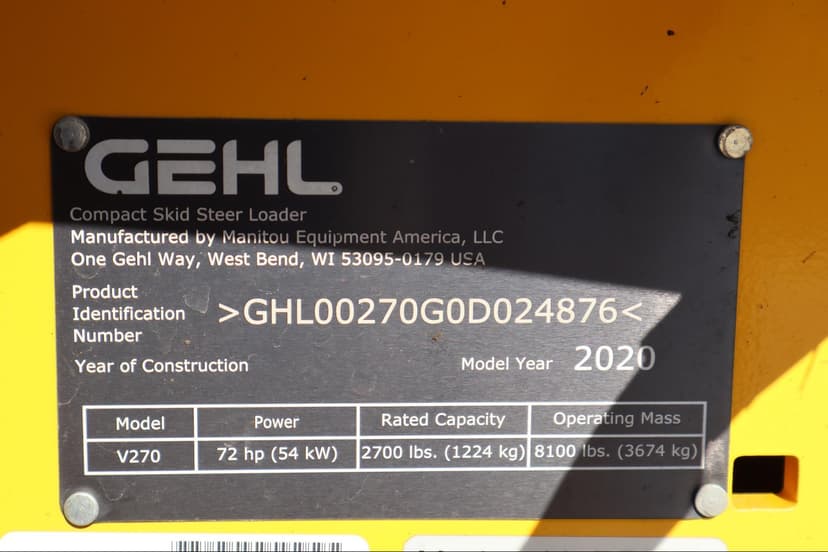 GEHL
Compact Skid Steer Loader
Manufactured by Manitou Equipment America, LLC
One Gehl Way, West Bend, WI 53095-0179 USA
Product
Identification
Number
>GHL00270G0D024876<
Year of Construction
Model Year 2020
Model Power Rated Capacity Operating Mass
V270 72 hp (54 kW) 2700 lbs. (1224 kg) 8100 lbs. (3674 kg)